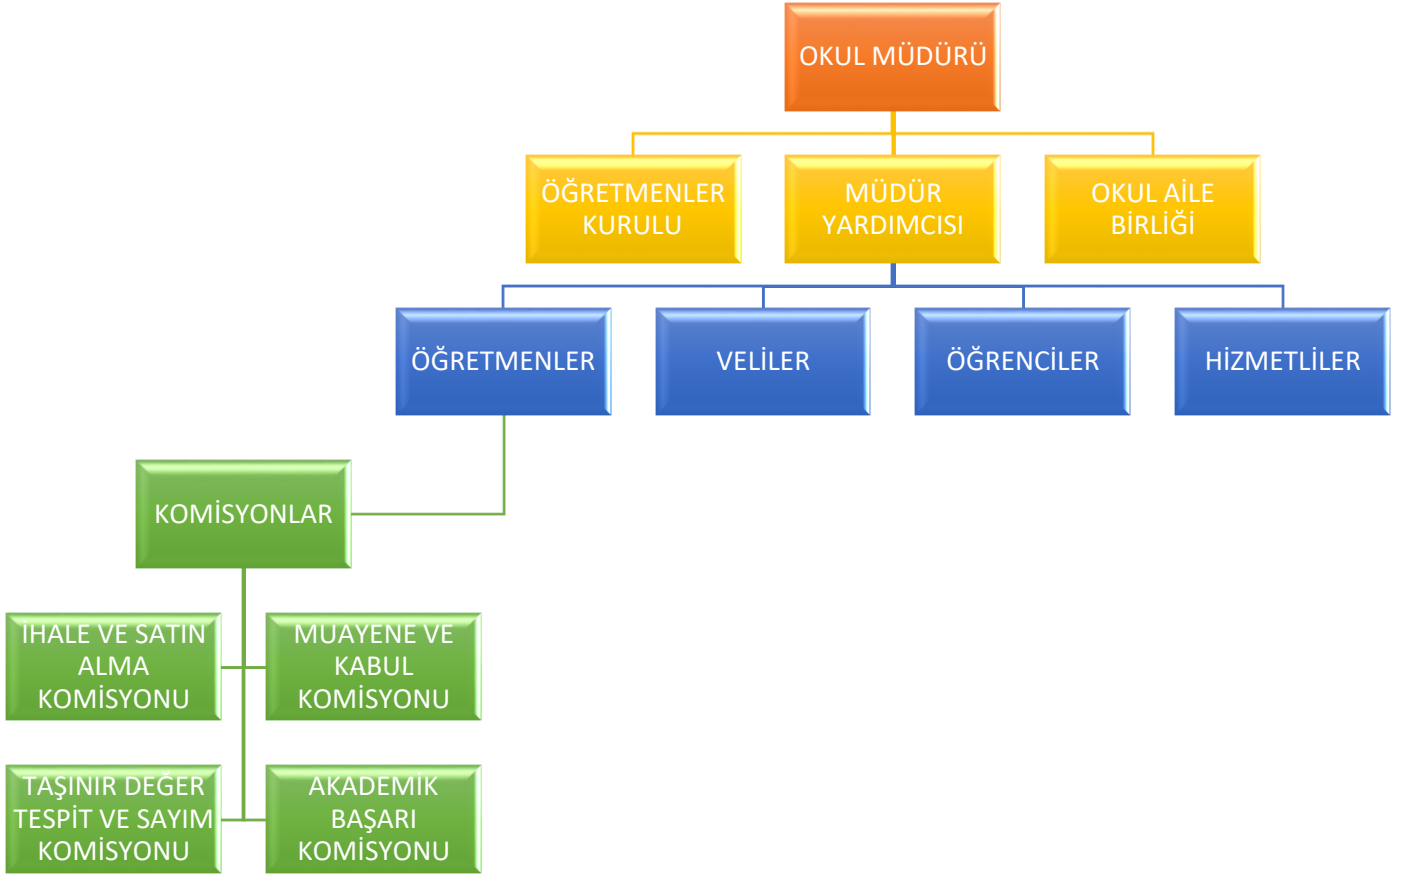 OKUL MÜDÜRÜ
ÖĞRETMENLER
KURULU
MÜDÜR
YARDIMCISI
OKUL AİLE
BİRLİĞİ
ÖĞRETMENLER
VELİLER
ÖĞRENCİLER
HİZMETLİLER
KOMİSYONLAR
İHALE VE SATIN
ALMA
KOMİSYONU
MUAYENE VE
KABUL
KOMİSYONU
TAŞINIR DEĞER
TESPİT VE SAYIM
KOMİSYONU
AKADEMİK
BAŞARI
KOMİSYONU